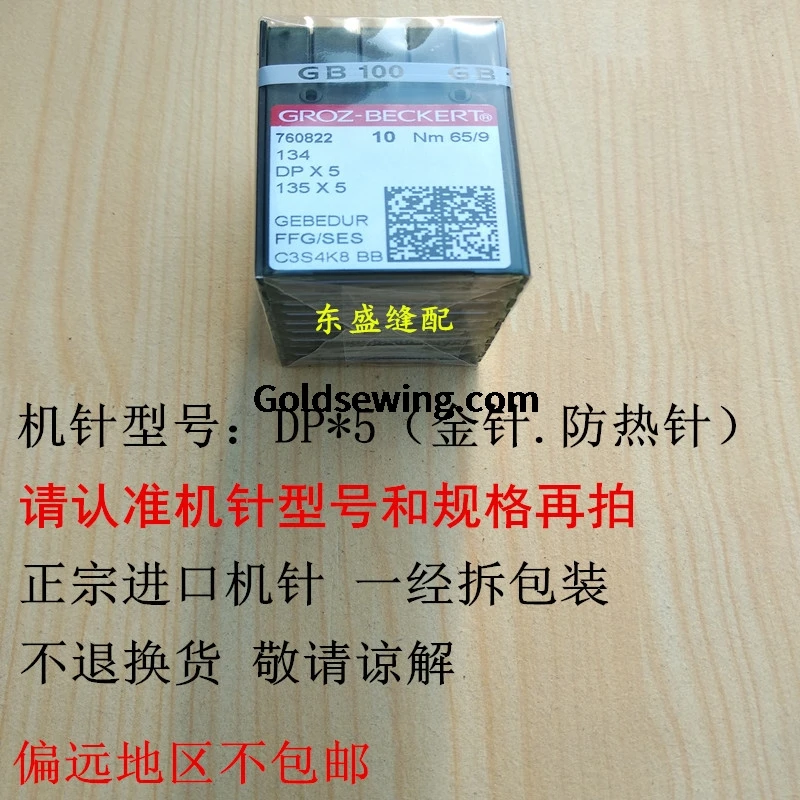 GB 100 GB
GROZ-BECKERT®
760822 10 Nm 65/9
134
DP X 5
135 X 5
GEBEDUR
FFG/SES
C3S4K8 BB
东盛缝配
Goldsewing.com
机针型号：DP*5（金针.防热针）
请认准机针型号和规格再拍
正宗进口机针 一经拆包装
不退换货 敬请谅解
偏远地区不包邮